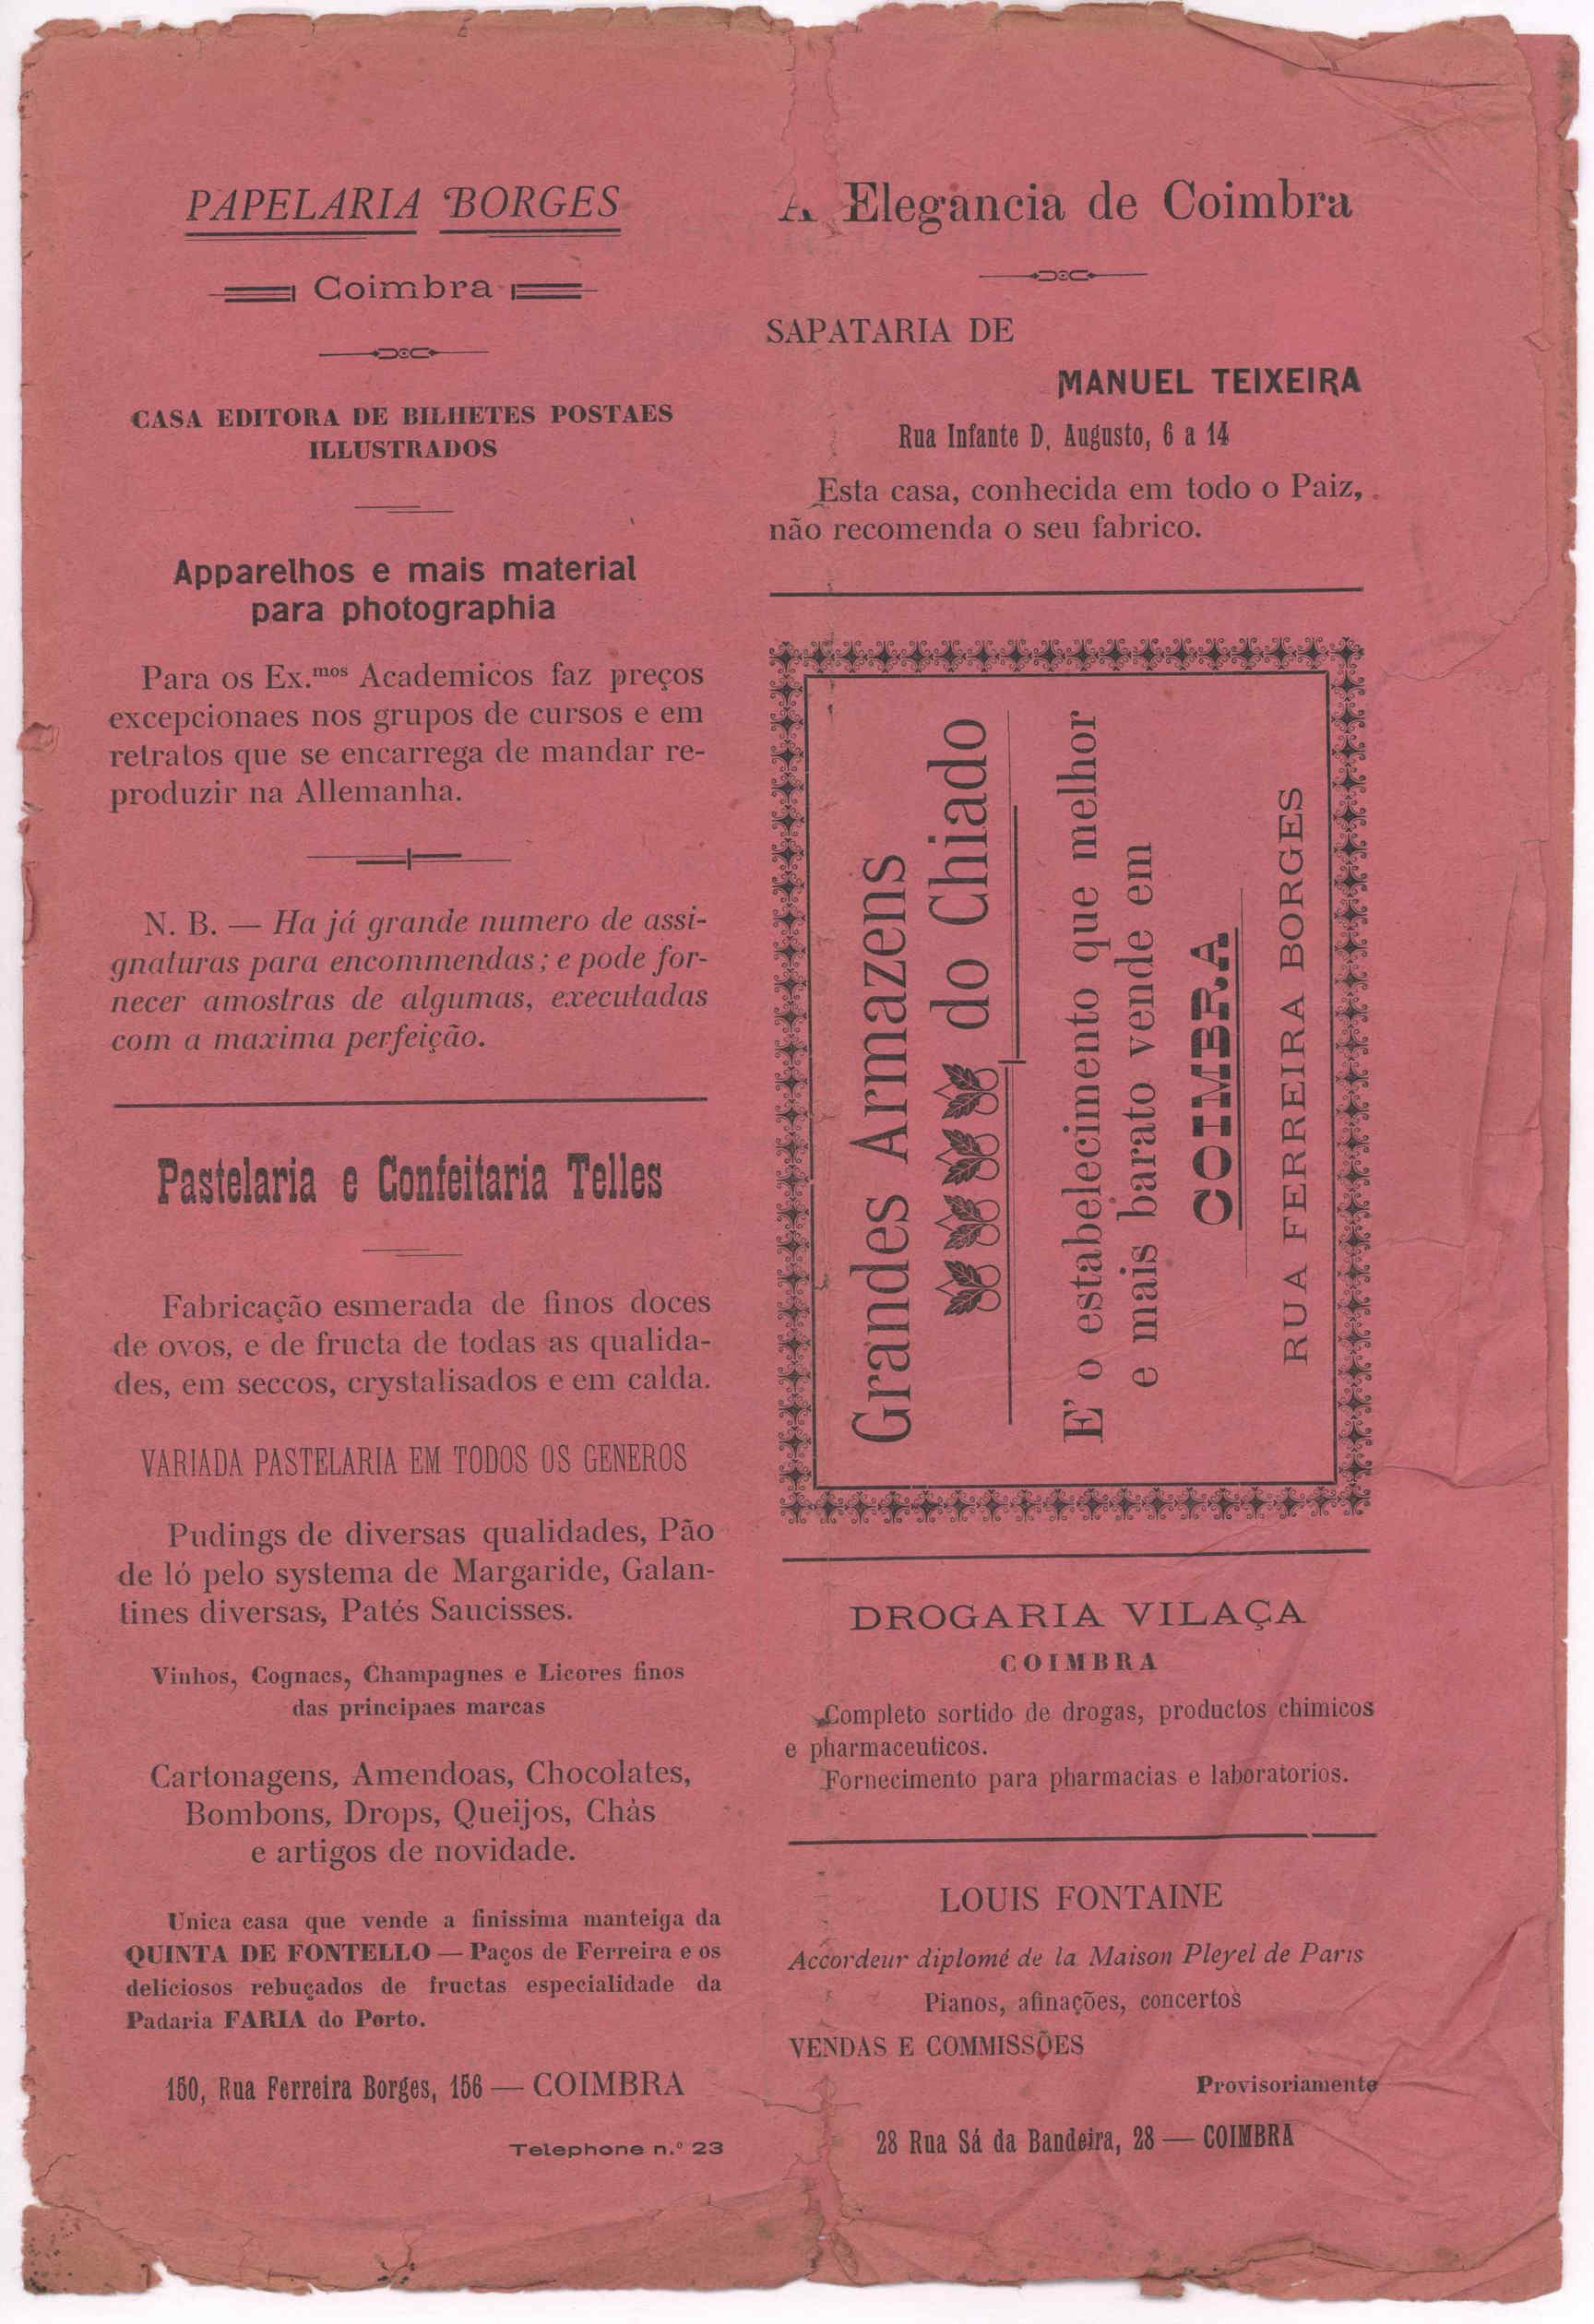 PAPELARIA BORGES
Coimbra
CASA EDITORA DE BILHETES POSTAES
ILLUSTRADOS
Apparelhos e mais material
para photographia
Para os Ex.mos Academicos faz preços
excepcionaes nos grupos de cursos e em
retratos que se encarrega de mandar re-
produzir na Allemanha.
N. B. — Ha já grande numero de assi-
gnaturas para encommendas; e pode for-
necer amostras de algumas, executadas
com a maxima perfeição.
Pastelaria e Confeitaria Telles
Fabricação esmerada de finos doces
de ovos, e de fructa de todas as qualida-
des, em seccos, crystalisados e em calda.
VARIADA PASTELARIA EM TODOS OS GENEROS
Pudings de diversas qualidades, Pão
de ló pelo systema de Margaride, Galan-
tines diversas, Patés Saucisses.
Vinhos, Cognacs, Champagnes e Licores finos
das principaes marcas
Cartonagens, Amendoas, Chocolates,
Bombons, Drops, Queijos, Chàs
e artigos de novidade.
Unica casa que vende a finissima manteiga da
QUINTA DE FONTELLO — Paços de Ferreira e os
deliciosos rebuçados de fructas especialidade da
Padaria FARIA do Porto.
150, Rua Ferreira Borges, 156 — COIMBRA
Telephone n.º 23
A Elegancia de Coimbra
SAPATARIA DE
MANUEL TEIXEIRA
Rua Infante D. Augusto, 6 a 14
Esta casa, conhecida em todo o Paiz,
não recomenda o seu fabrico.
Grandes Armazens
do Chiado
E' o estabelecimento que melhor
e mais barato vende em
COIMBRA
RUA FERREIRA BORGES
DROGARIA VILAÇA
COIMBRA
Completo sortido de drogas, productos chimicos
e pharmaceuticos.
Fornecimento para pharmacias e laboratorios.
LOUIS FONTAINE
Accordeur diplomé de la Maison Pleyel de Paris
Pianos, afinações, concertos
VENDAS E COMMISSÕES
Provisoriamente
28 Rua Sá da Bandeira, 28 — COIMBRA